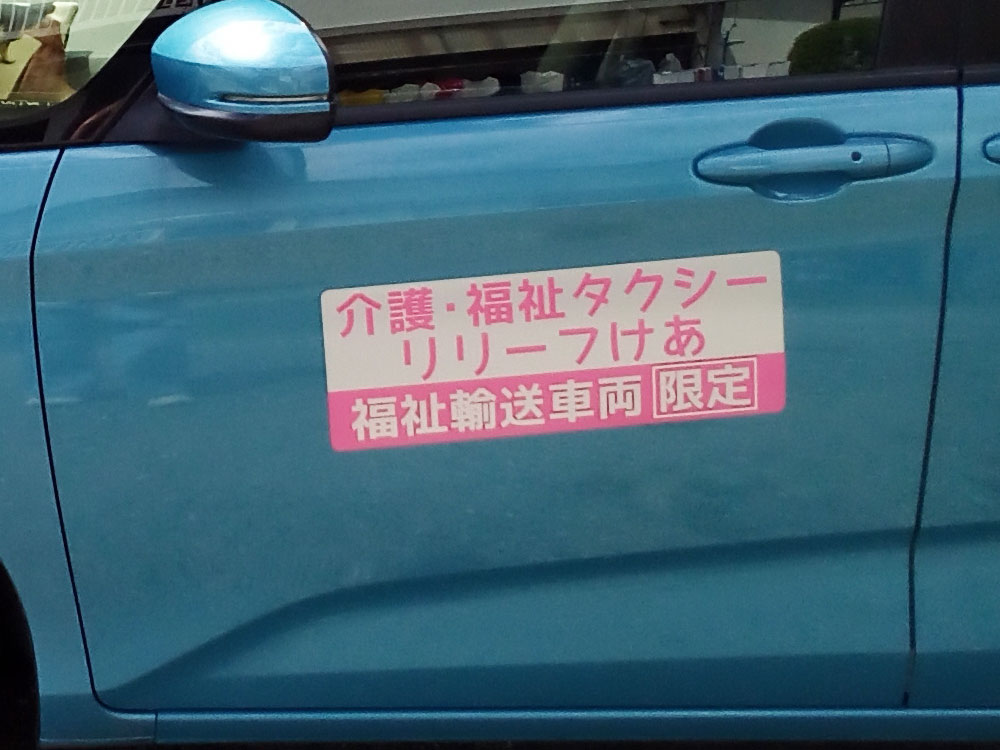 介護・福祉タクシー
リリーフけあ
福祉輸送車両 限定